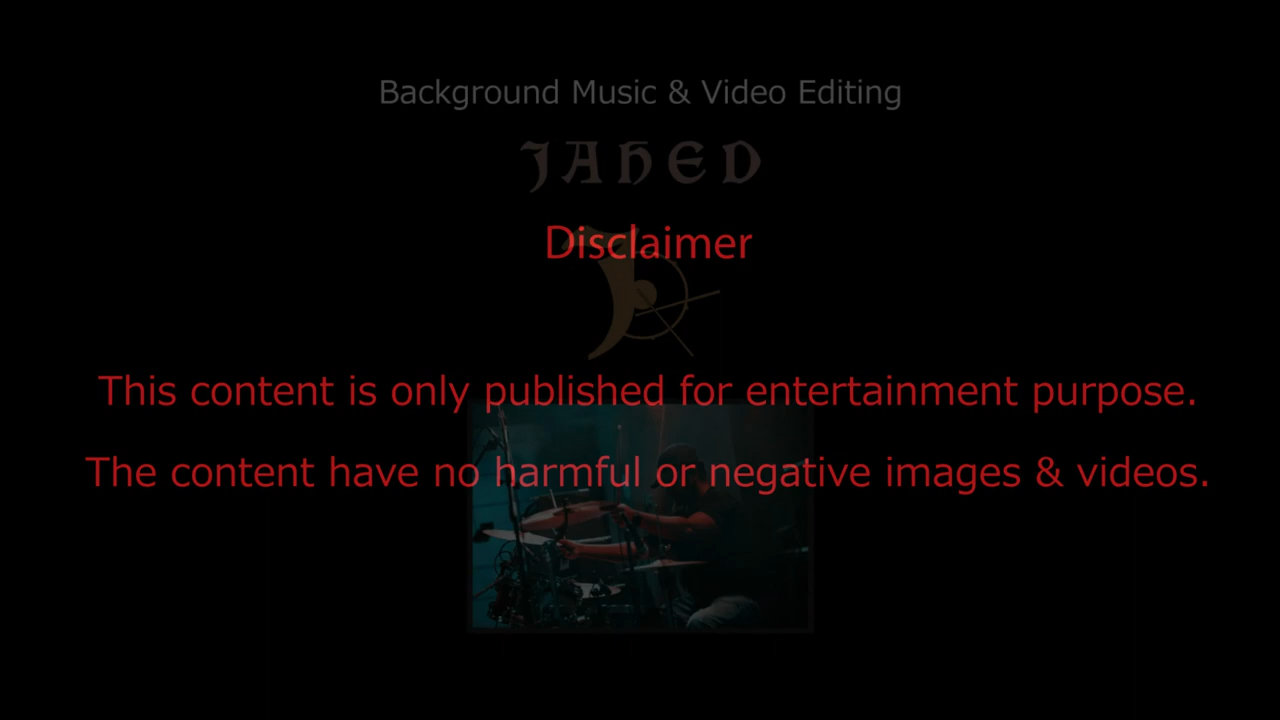 Background Music & Video Editing
JAHED
Disclaimer
This content is only published for entertainment purpose.
The content have no harmful or negative images & videos.